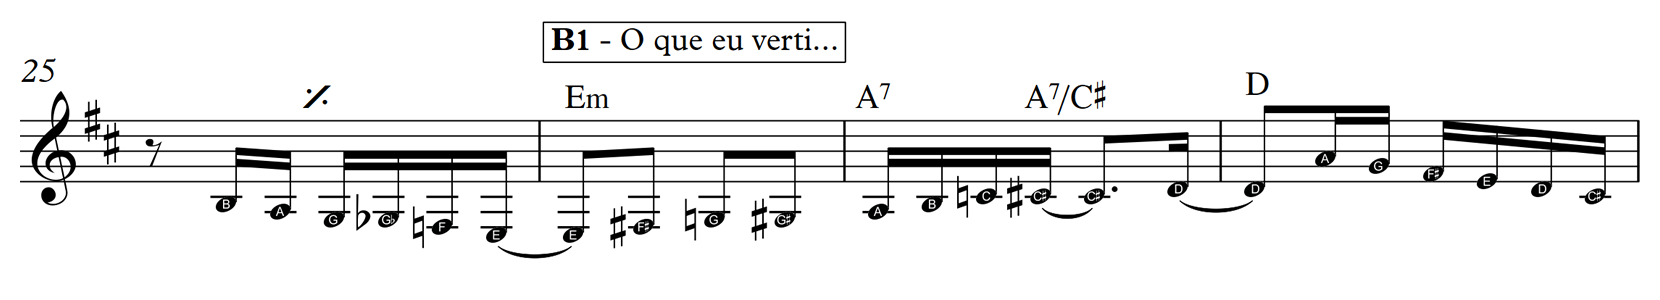 B1 - O que eu verti...
25
Em A7 A7/C♯ D
B A G G♭ F E E F♯ G G♯ A B C C♯ C♯ D D A G F♯ E D C♯